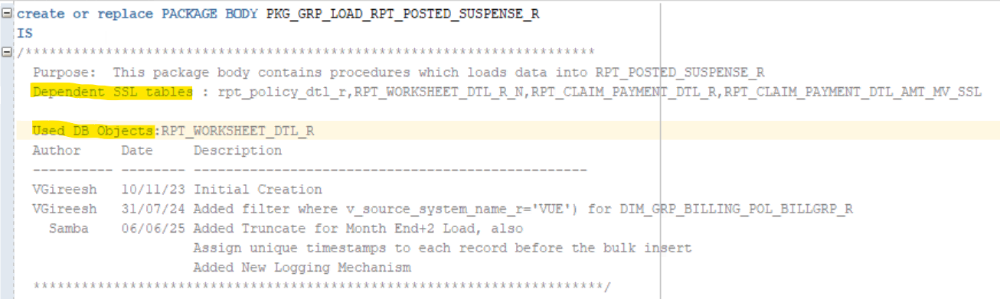 create or replace PACKAGE BODY PKG_GRP_LOAD_RPT_POSTED_SUSPENSE_R
IS
/***********************************************************************
Purpose:  This package body contains procedures which loads data into RPT_POSTED_SUSPENSE_R
Dependent SSL tables : rpt_policy_dtl_r,RPT_WORKSHEET_DTL_R_N,RPT_CLAIM_PAYMENT_DTL_R,RPT_CLAIM_PAYMENT_DTL_AMT_MV_SSL
Used DB Objects:RPT_WORKSHEET_DTL_R
Author     Date     Description
---------- -------- -------------------------------------------------
VGireesh   10/11/23 Initial Creation
VGireesh   31/07/24 Added filter where v_source_system_name_r='VUE') for DIM_GRP_BILLING_POL_BILLGRP_R
Samba    06/06/25 Added Truncate for Month End+2 Load, also
Assign unique timestamps to each record before the bulk insert
Added New Logging Mechanism
***********************************************************************/